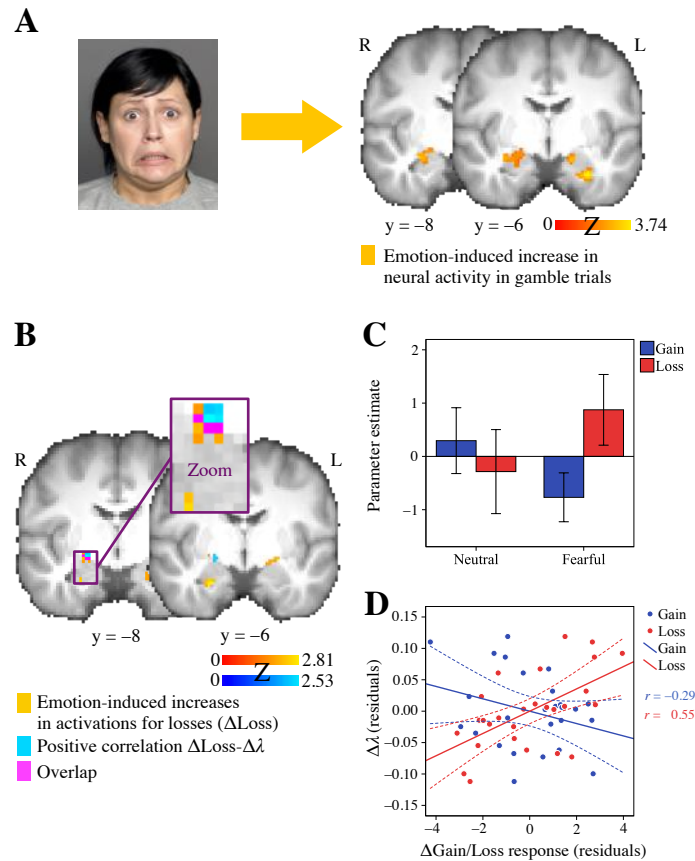 A
R
L
y = −8
y = −6
0 Z 3.74
Emotion-induced increase in
neural activity in gamble trials
B
R
L
Zoom
y = −8
y = −6
0 2.81
Z
0 2.53
Emotion-induced increases
in activations for losses (ΔLoss)
Positive correlation ΔLoss-Δλ
Overlap
C
Gain
Loss
Parameter estimate
2
1
0
−1
Neutral
Fearful
D
Gain
Loss
Gain
Loss
r = −0.29
r 0.55
Δλ (residuals)
0.15
0.10
0.05
0.00
−0.05
−0.10
−0.15
−4 −2 0 2 4
ΔGain/Loss response (residuals)